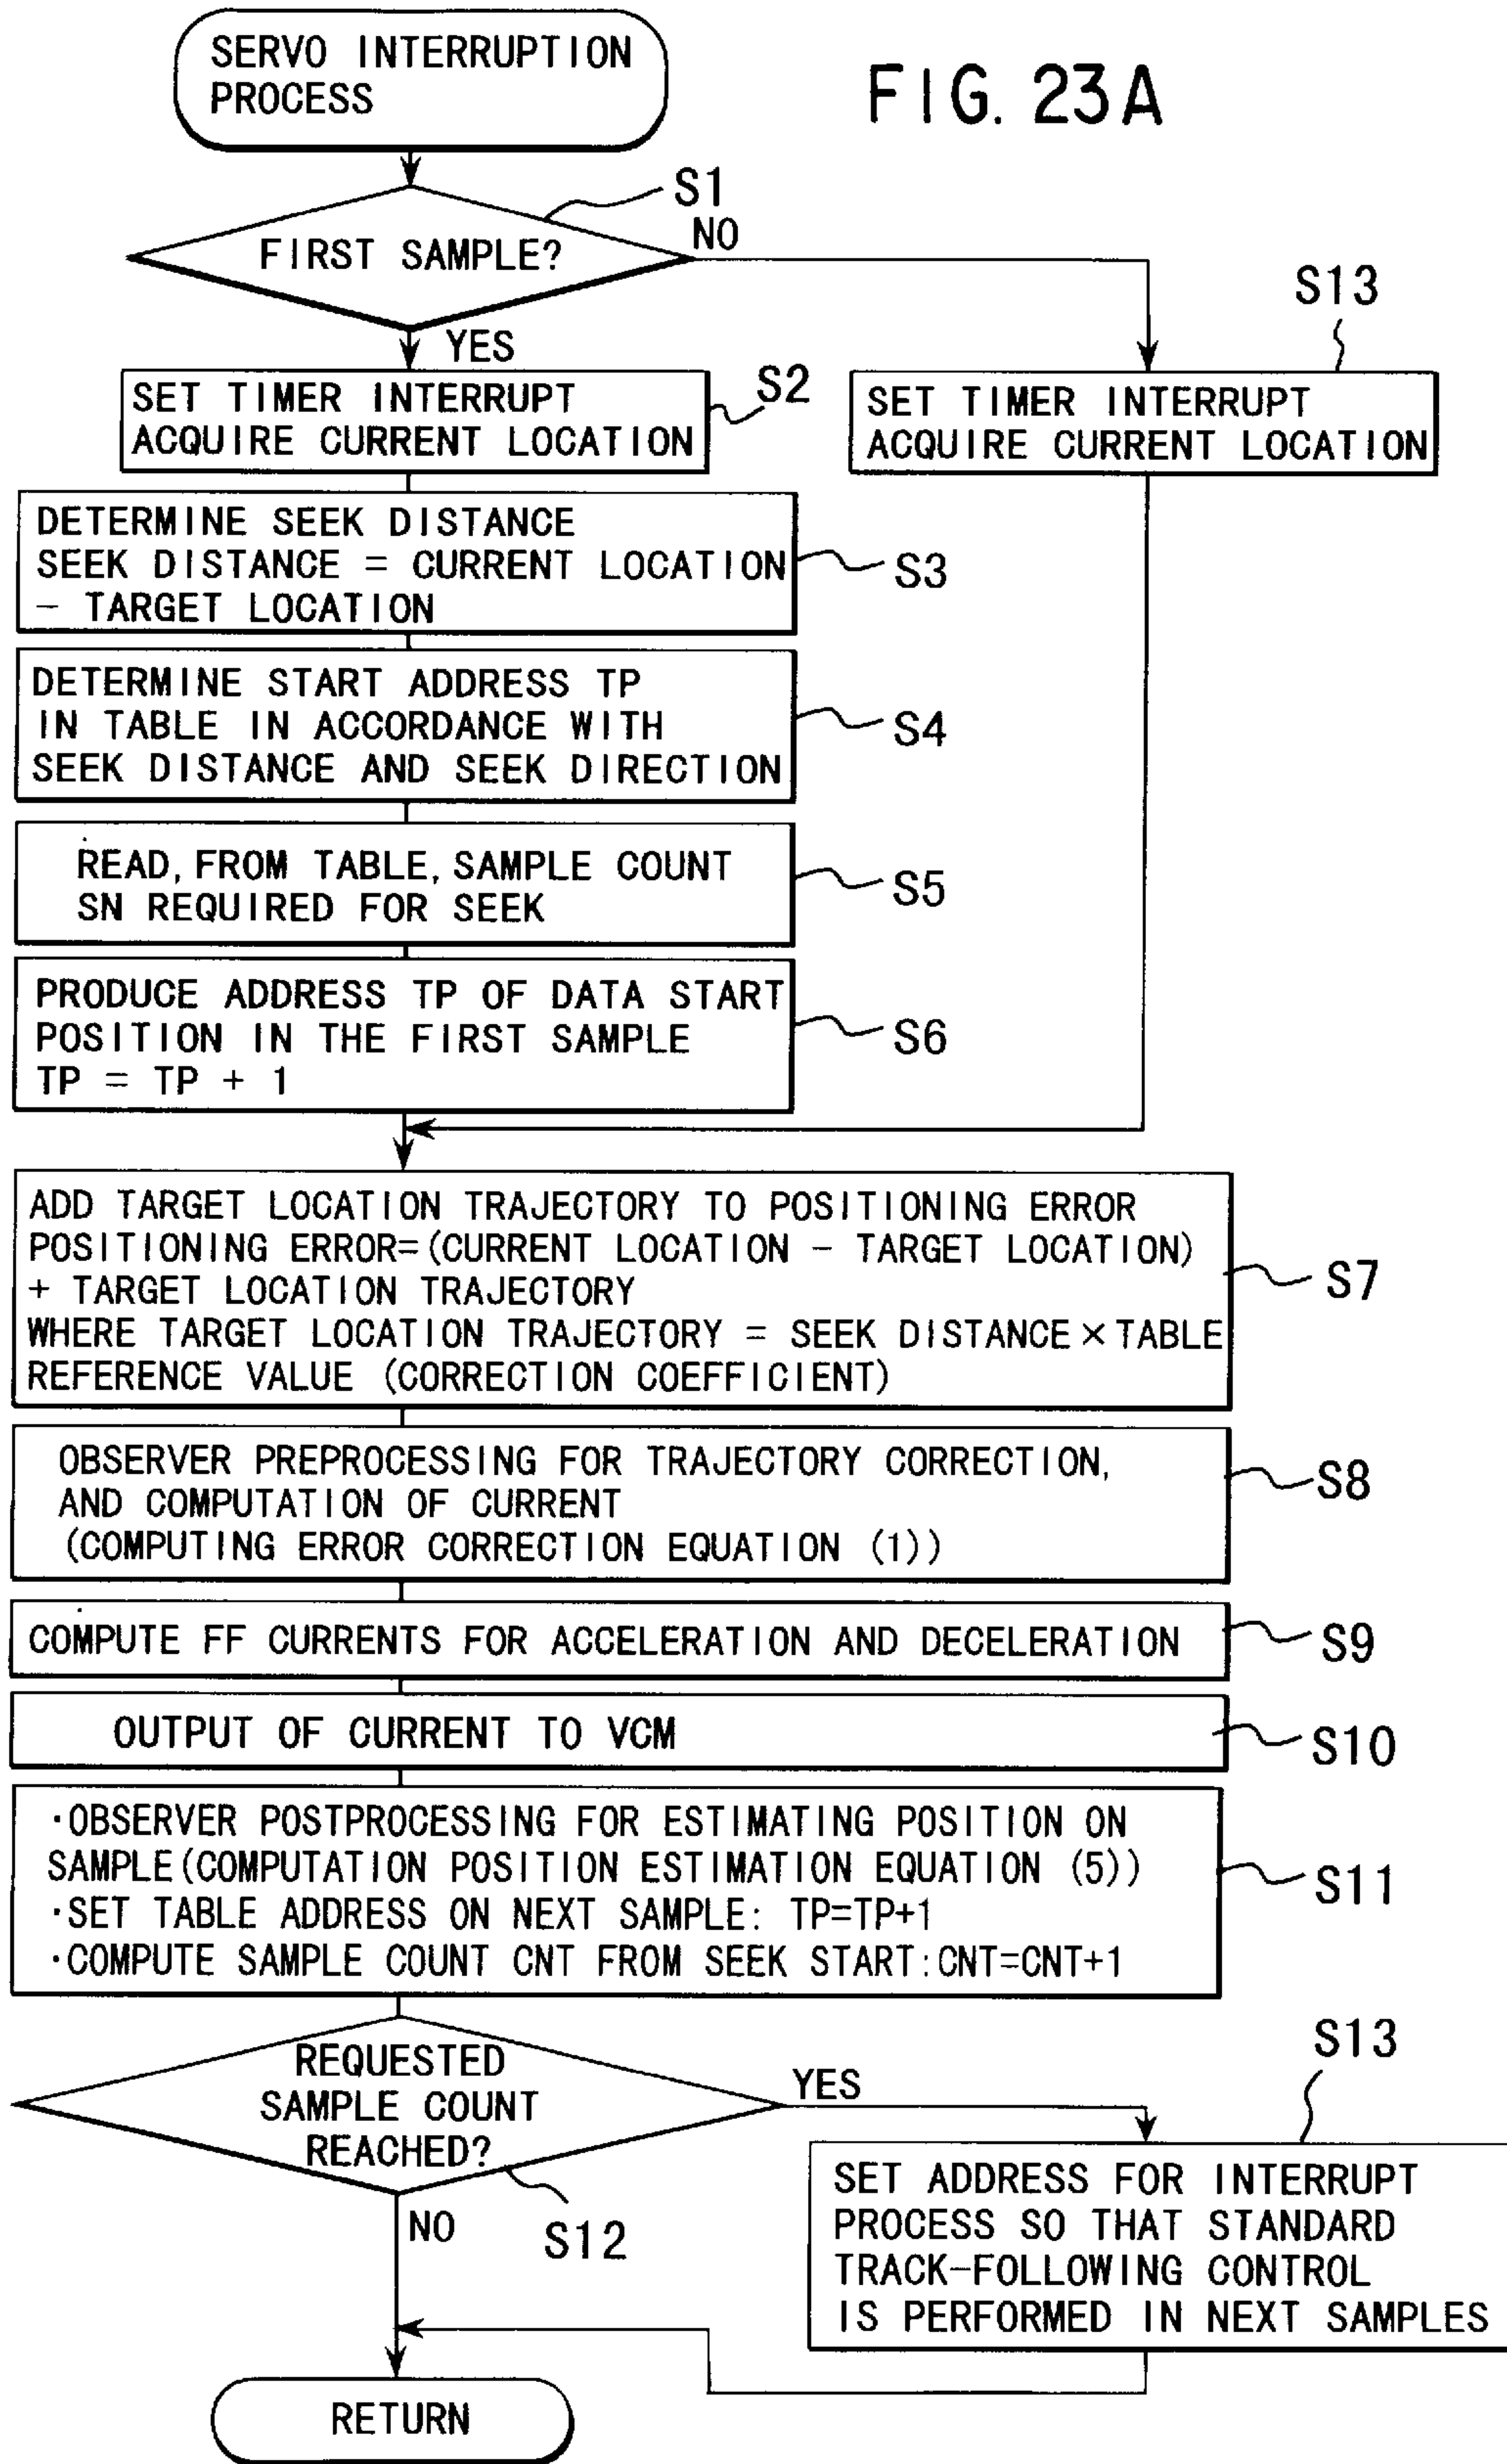 SERVO INTERRUPTION
PROCESS
FIG. 23A
S1
FIRST SAMPLE?
NO
YES
S13
SET TIMER INTERRUPT
ACQUIRE CURRENT LOCATION
S2
SET TIMER INTERRUPT
ACQUIRE CURRENT LOCATION
DETERMINE SEEK DISTANCE
SEEK DISTANCE = CURRENT LOCATION
- TARGET LOCATION
S3
DETERMINE START ADDRESS TP
IN TABLE IN ACCORDANCE WITH
SEEK DISTANCE AND SEEK DIRECTION
S4
READ, FROM TABLE, SAMPLE COUNT
SN REQUIRED FOR SEEK
S5
PRODUCE ADDRESS TP OF DATA START
POSITION IN THE FIRST SAMPLE
TP = TP + 1
S6
ADD TARGET LOCATION TRAJECTORY TO POSITIONING ERROR
POSITIONING ERROR=(CURRENT LOCATION - TARGET LOCATION)
+ TARGET LOCATION TRAJECTORY
WHERE TARGET LOCATION TRAJECTORY = SEEK DISTANCE×TABLE
REFERENCE VALUE (CORRECTION COEFFICIENT)
S7
OBSERVER PREPROCESSING FOR TRAJECTORY CORRECTION,
AND COMPUTATION OF CURRENT
(COMPUTING ERROR CORRECTION EQUATION (1))
S8
COMPUTE FF CURRENTS FOR ACCELERATION AND DECELERATION
S9
OUTPUT OF CURRENT TO VCM
S10
·OBSERVER POSTPROCESSING FOR ESTIMATING POSITION ON
SAMPLE(COMPUTATION POSITION ESTIMATION EQUATION (5))
·SET TABLE ADDRESS ON NEXT SAMPLE: TP=TP+1
·COMPUTE SAMPLE COUNT CNT FROM SEEK START:CNT=CNT+1
S11
REQUESTED
SAMPLE COUNT
REACHED?
YES
NO
S12
S13
SET ADDRESS FOR INTERRUPT
PROCESS SO THAT STANDARD
TRACK-FOLLOWING CONTROL
IS PERFORMED IN NEXT SAMPLES
RETURN